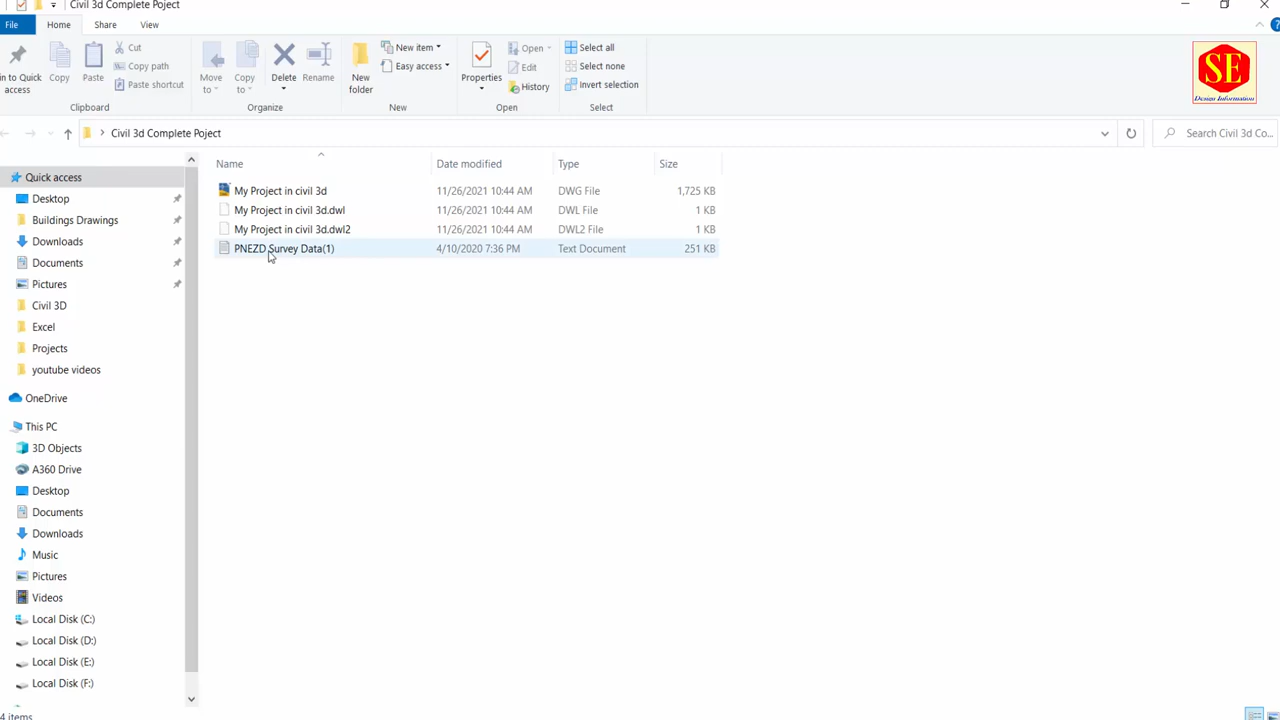 Civil 3d Complete Poject
File Home Share View
in to Quick access
Copy
Paste
Cut
Copy path
Paste shortcut
Move to
Copy to
Delete
Rename
New folder
New item
Easy access
Properties
Open
Edit
History
Select all
Select none
Invert selection
Clipboard Organize New Open Select
SE
Design Information
Civil 3d Complete Poject
Search Civil 3d Co...
Name Date modified Type Size
My Project in civil 3d 11/26/2021 10:44 AM DWG File 1,725 KB
My Project in civil 3d.dwl 11/26/2021 10:44 AM DWL File 1 KB
My Project in civil 3d.dwl2 11/26/2021 10:44 AM DWL2 File 1 KB
PNEZD Survey Data(1) 4/10/2020 7:36 PM Text Document 251 KB
Quick access
Desktop
Buildings Drawings
Downloads
Documents
Pictures
Civil 3D
Excel
Projects
youtube videos
OneDrive
This PC
3D Objects
A360 Drive
Desktop
Documents
Downloads
Music
Pictures
Videos
Local Disk (C:)
Local Disk (D:)
Local Disk (E:)
Local Disk (F:)
4 items